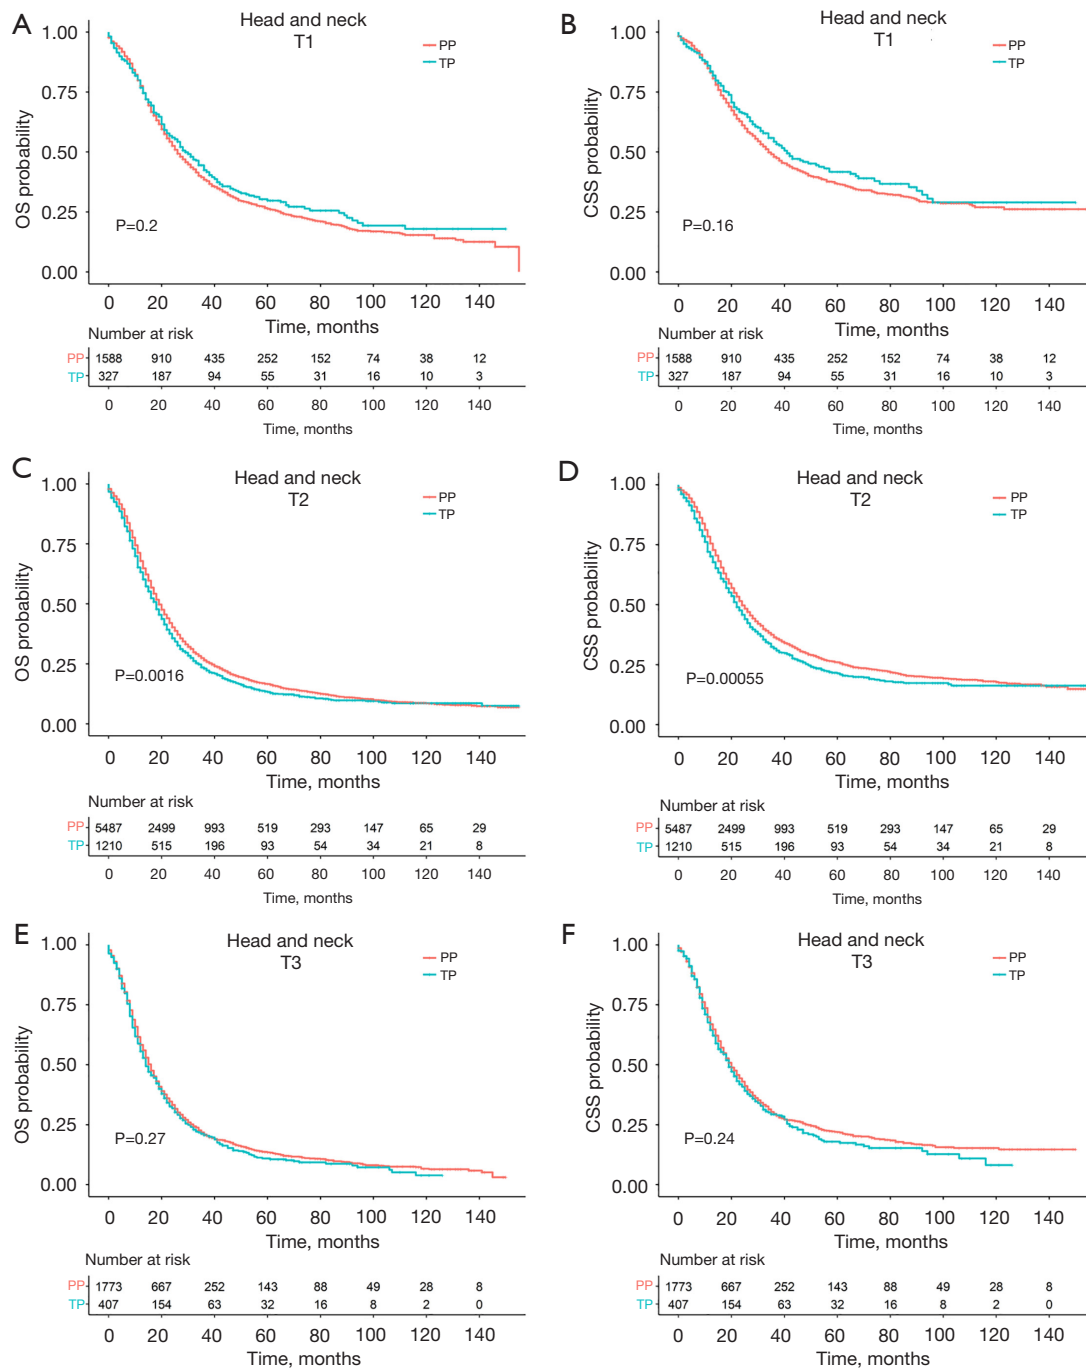 A
Head and neck
T1
PP
TP
OS probability
1.00
0.75
0.50
0.25
0.00
P=0.2
0 20 40 60 80 100 120 140
Time, months
Number at risk
PP 1588 910 435 252 152 74 38 12
TP 327 187 94 55 31 16 10 3
0 20 40 60 80 100 120 140
Time, months
B
Head and neck
T1
PP
TP
CSS probability
1.00
0.75
0.50
0.25
0.00
P=0.16
0 20 40 60 80 100 120 140
Time, months
Number at risk
PP 1588 910 435 252 152 74 38 12
TP 327 187 94 55 31 16 10 3
0 20 40 60 80 100 120 140
Time, months
C
Head and neck
T2
PP
TP
OS probability
1.00
0.75
0.50
0.25
0.00
P=0.0016
0 20 40 60 80 100 120 140
Time, months
Number at risk
PP 5487 2499 993 519 293 147 65 29
TP 1210 515 196 93 54 34 21 8
0 20 40 60 80 100 120 140
Time, months
D
Head and neck
T2
PP
TP
CSS probability
1.00
0.75
0.50
0.25
0.00
P=0.00055
0 20 40 60 80 100 120 140
Time, months
Number at risk
PP 5487 2499 993 519 293 147 65 29
TP 1210 515 196 93 54 34 21 8
0 20 40 60 80 100 120 140
Time, months
E
Head and neck
T3
PP
TP
OS probability
1.00
0.75
0.50
0.25
0.00
P=0.27
0 20 40 60 80 100 120 140
Time, months
Number at risk
PP 1773 667 252 143 88 49 28 8
TP 407 154 63 32 16 8 2 0
0 20 40 60 80 100 120 140
Time, months
F
Head and neck
T3
PP
TP
CSS probability
1.00
0.75
0.50
0.25
0.00
P=0.24
0 20 40 60 80 100 120 140
Time, months
Number at risk
PP 1773 667 252 143 88 49 28 8
TP 407 154 63 32 16 8 2 0
0 20 40 60 80 100 120 140
Time, months